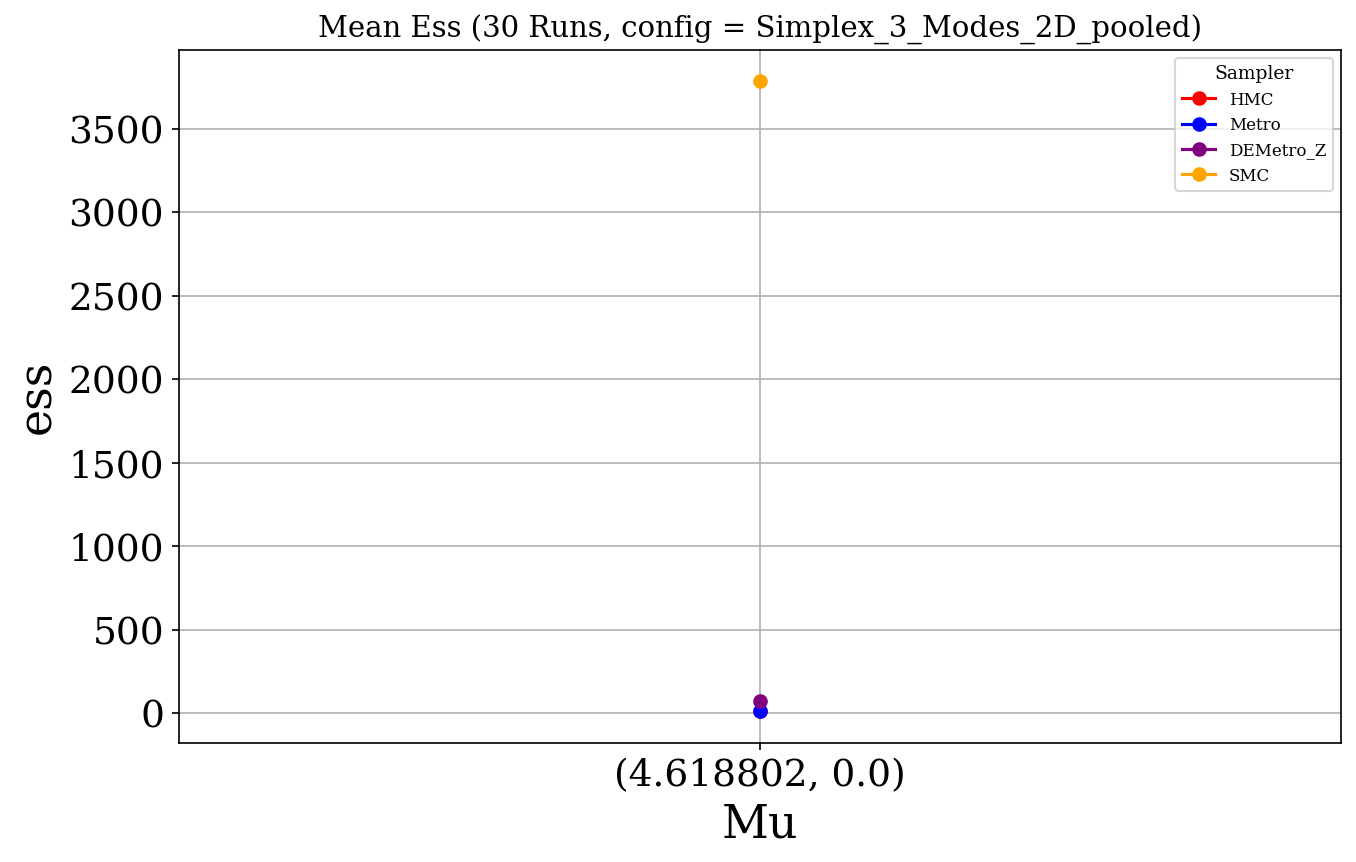 Mean Ess (30 Runs, config = Simplex_3_Modes_2D_pooled)
Sampler
HMC
Metro
DEMetro_Z
SMC
3500
3000
2500
2000
1500
1000
500
0
ess
(4.618802, 0.0)
Mu